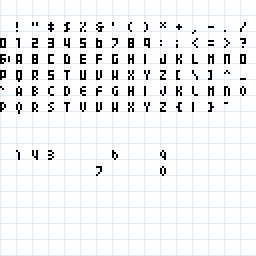 ! " # $ % & ' ( ) * + , - . /
0 1 2 3 4 5 6 7 8 9 : ; < = > ?
@ A B C D E F G H I J K L M N O
P Q R S T U V W X Y Z [ \ ] ^ _
` A B C D E F G H I J K L M N O
P Q R S T U V W X Y Z { | } ~
1 4 3 6 9
7 0